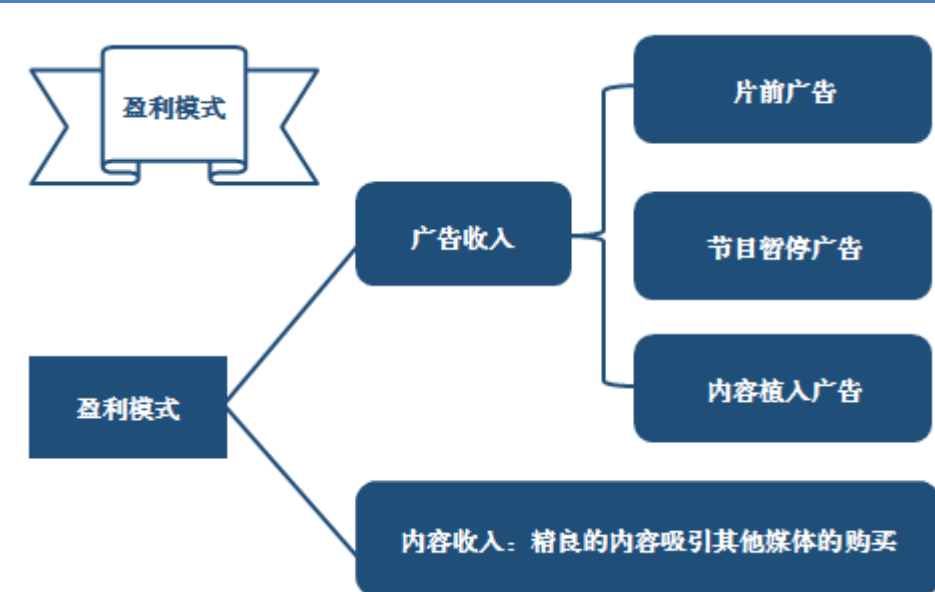 盈利模式
盈利模式
广告收入
片前广告
节目暂停广告
内容植入广告
内容收入：精良的内容吸引其他媒体的购买